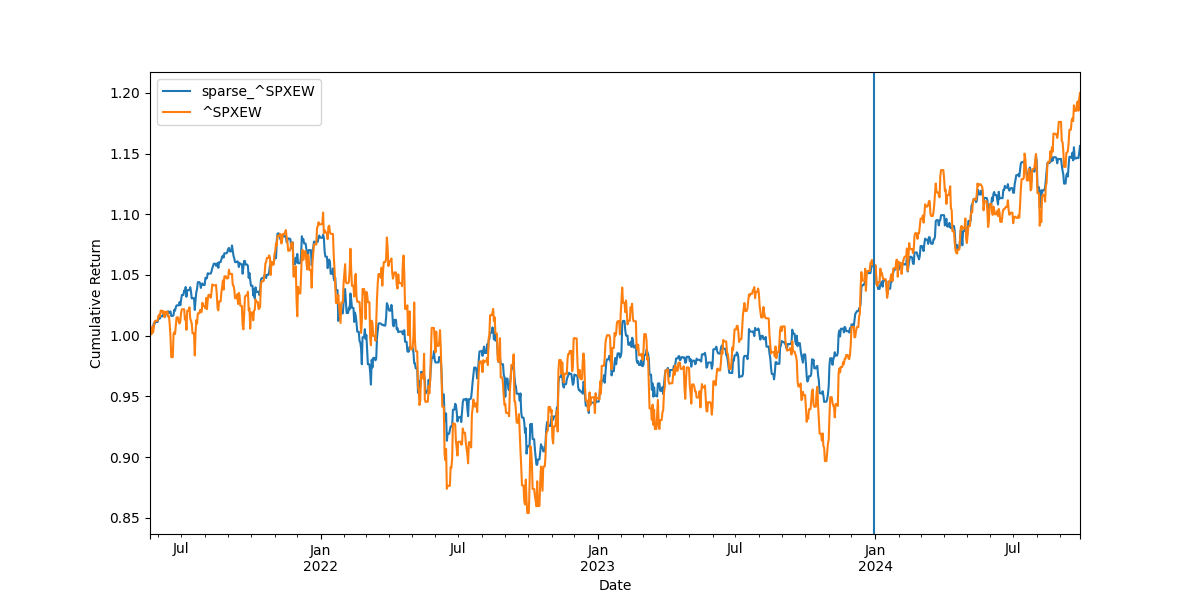 sparse_^SPXEW
^SPXEW
Cumulative Return
1.20
1.15
1.10
1.05
1.00
0.95
0.90
0.85
Jul
Jan
2022
Jul
Jan
2023
Jul
Jan
2024
Jul
Date